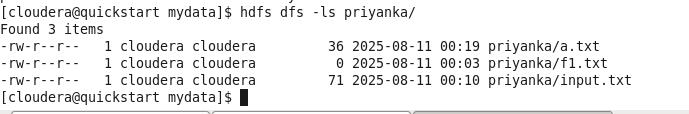 [cloudera@quickstart mydata]$ hdfs dfs -ls priyanka/
Found 3 items
-rw-r--r--   1 cloudera cloudera         36 2025-08-11 00:19 priyanka/a.txt
-rw-r--r--   1 cloudera cloudera          0 2025-08-11 00:03 priyanka/f1.txt
-rw-r--r--   1 cloudera cloudera         71 2025-08-11 00:10 priyanka/input.txt
[cloudera@quickstart mydata]$